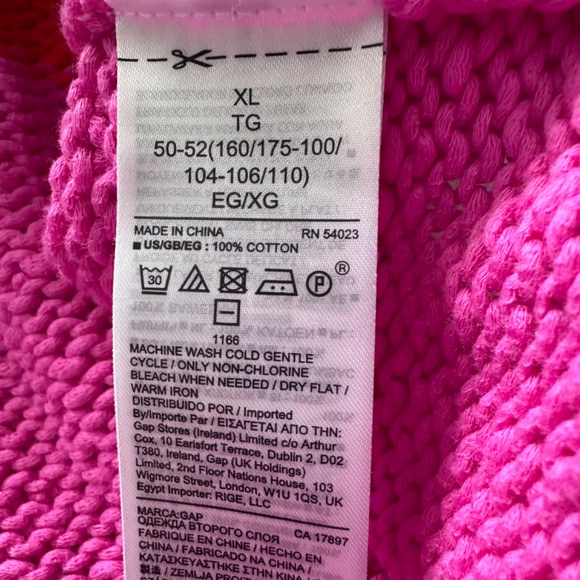 XL
TG
50-52(160/175-100/
104-106/110)
EG/XG
MADE IN CHINA RN 54023
■ US/GB/EG : 100% COTTON
30 P ®
1166
MACHINE WASH COLD GENTLE
CYCLE / ONLY NON-CHLORINE
BLEACH WHEN NEEDED / DRY FLAT /
WARM IRON
DISTRIBUIDO POR / Imported
By/Importe Par / ΕΙΣΑΓΕΤΑΙ ΑΠΟ ΤΗΝ:
Gap Stores (Ireland) Limited c/o Arthur
Cox, 10 Earlsfort Terrace, Dublin 2, D02
T380, Ireland, Gap (UK Holdings)
Limited, 2nd Floor Nations House, 103
Wigmore Street, London, W1U 1QS, UK
Egypt Importer: RIGE, LLC
MARCA:GAP CA 17897
ОДЕЖДА ВТОРОГО СЛОЯ
FABRIQUE EN CHINE / HECHO EN
CHINA / FABRICADO NA CHINA /
ΚΑΤΑΣΚΕΥΑΖΕΤΑΙ ΣΤΗΝ ΚΙΝΑ